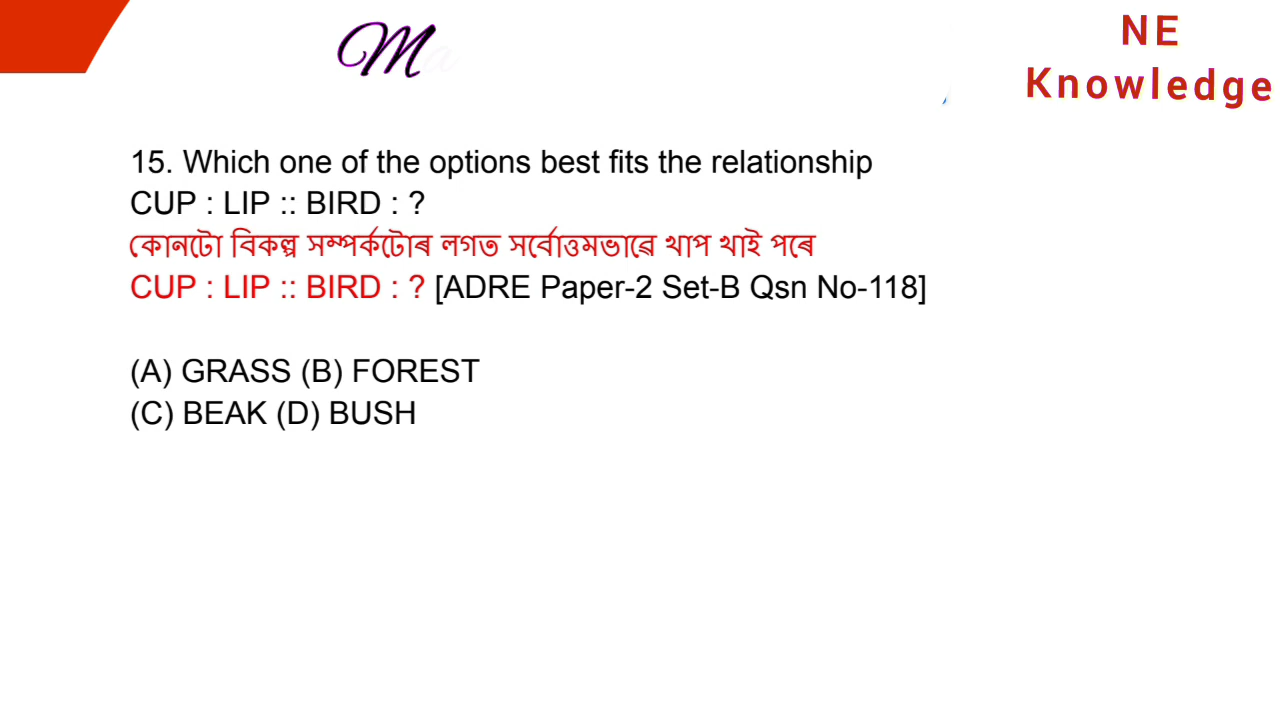 M
NE
Knowledge
15. Which one of the options best fits the relationship
CUP : LIP :: BIRD : ?
কোনটো বিকল্প সম্পৰ্কটোৰ লগত সৰ্বোত্তমভাৱে খাপ খাই পৰে
CUP : LIP :: BIRD : ? [ADRE Paper-2 Set-B Qsn No-118]
(A) GRASS (B) FOREST
(C) BEAK (D) BUSH